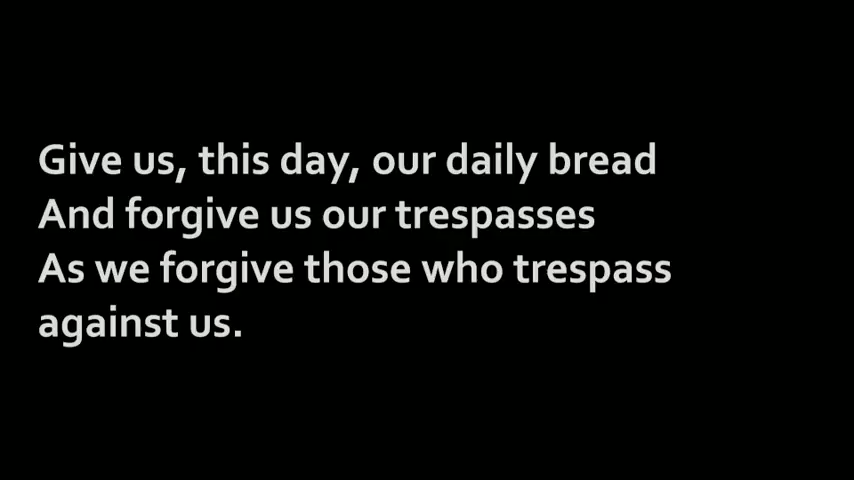 Give us, this day, our daily bread
And forgive us our trespasses
As we forgive those who trespass
against us.